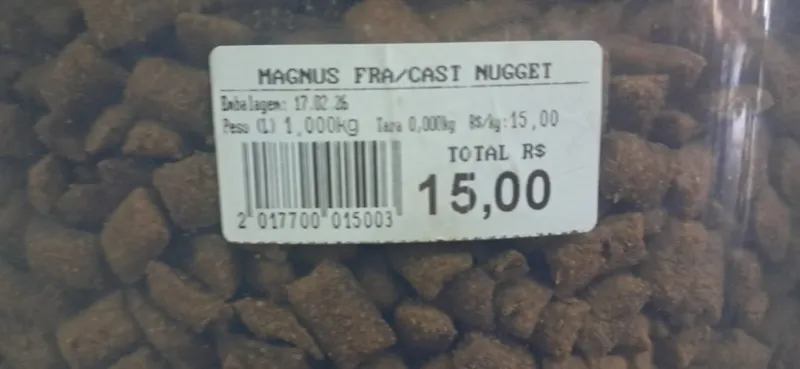 MAGNUS FRA/CAST NUGGET
Embalagem: 17.02.26
Peso (L) 1,000kg Tara 0,000kg R$/kg:15,00
TOTAL R$
15,00
2 017700 015003